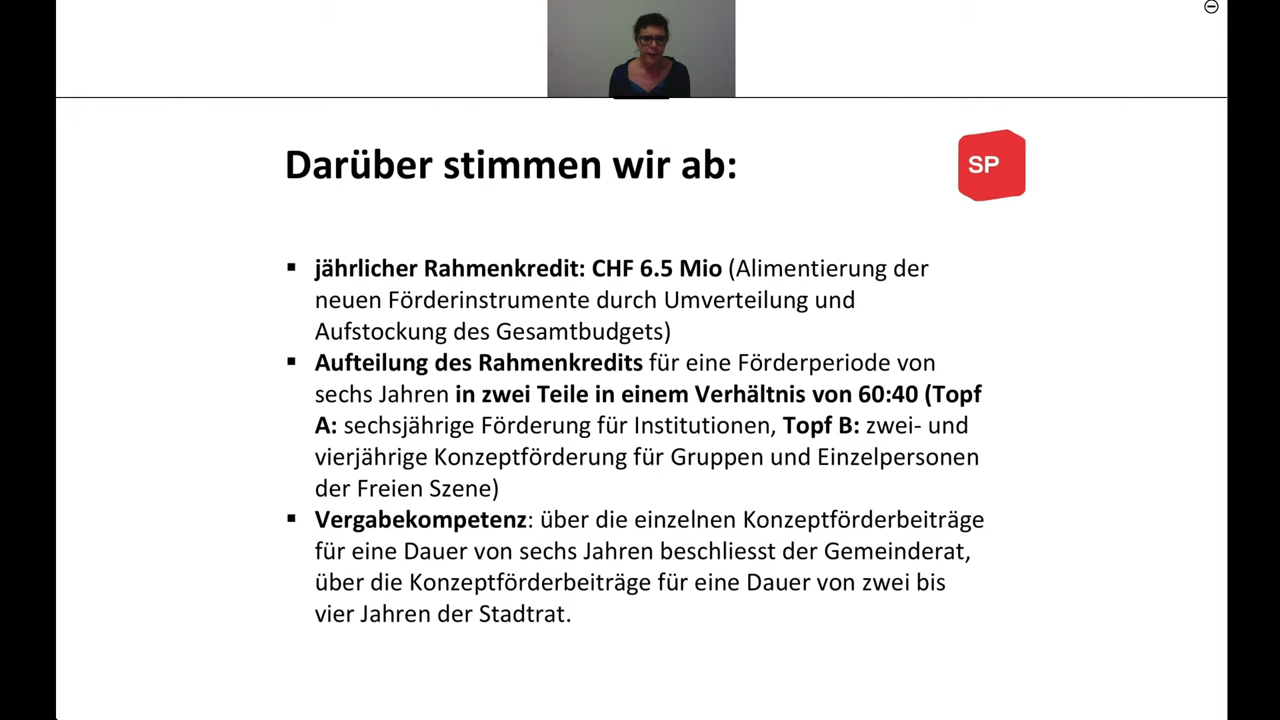 Darüber stimmen wir ab:
SP
▪ jährlicher Rahmenkredit: CHF 6.5 Mio (Alimentierung der
neuen Förderinstrumente durch Umverteilung und
Aufstockung des Gesamtbudgets)
▪ Aufteilung des Rahmenkredits für eine Förderperiode von
sechs Jahren in zwei Teile in einem Verhältnis von 60:40 (Topf
A: sechsjährige Förderung für Institutionen, Topf B: zwei- und
vierjährige Konzeptförderung für Gruppen und Einzelpersonen
der Freien Szene)
▪ Vergabekompetenz: über die einzelnen Konzeptförderbeiträge
für eine Dauer von sechs Jahren beschliesst der Gemeinderat,
über die Konzeptförderbeiträge für eine Dauer von zwei bis
vier Jahren der Stadtrat.